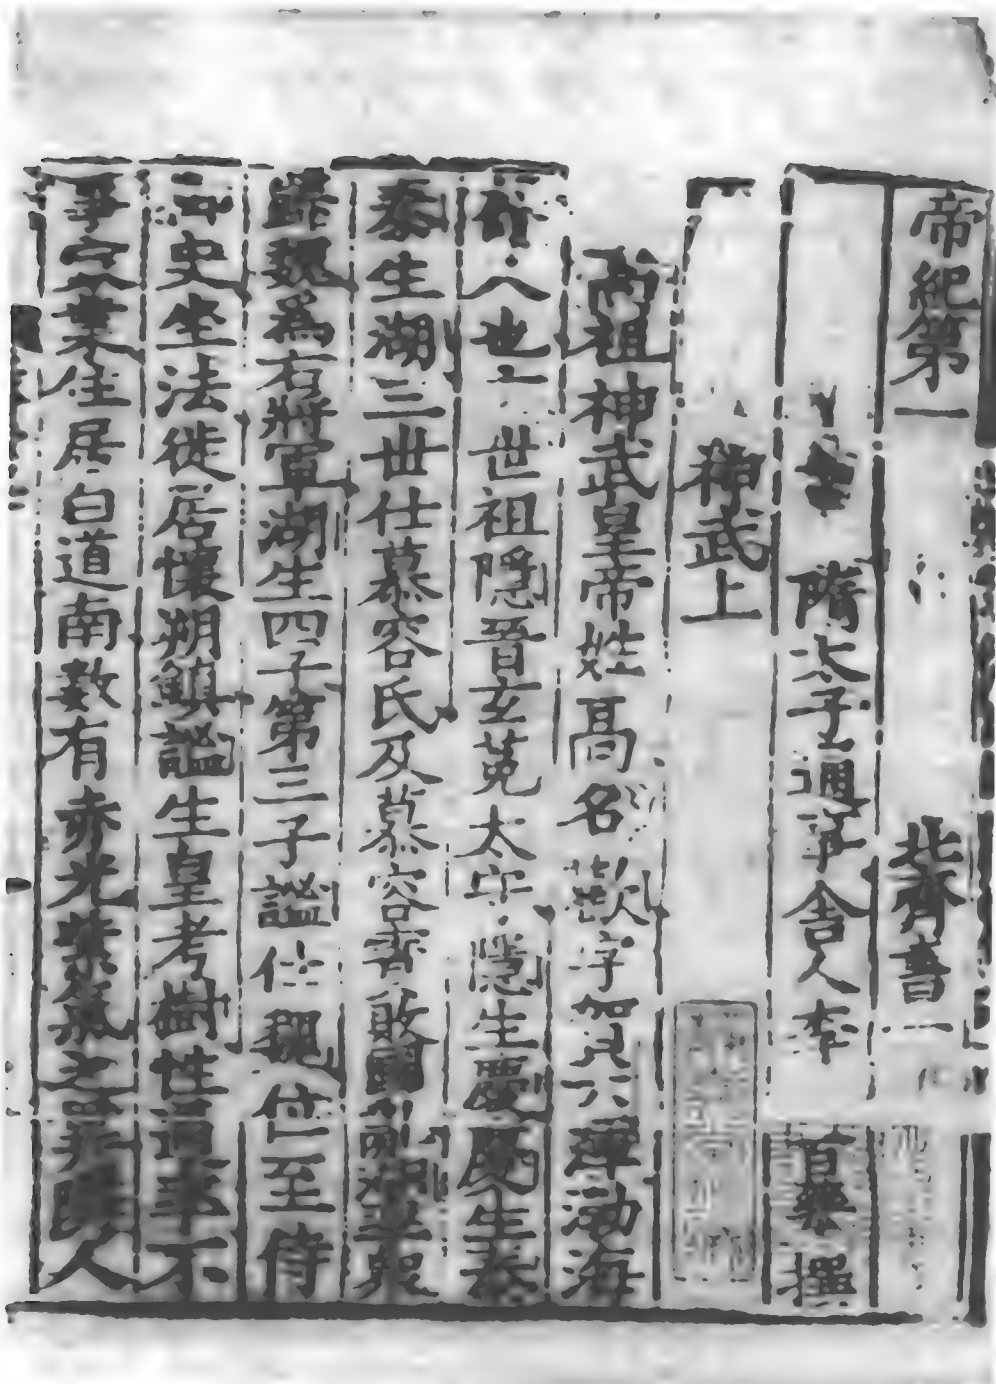 帝紀第一 北齊書一
隋太子通事舍人李 百藥 撰
神武上
高祖神武皇帝姓高名歡字賀六渾勃海
蓚人也六世祖隱晉玄菟太守隱生慶慶生泰
泰生湖三世仕慕容氏及慕容寶敗國亂湖率衆
歸魏爲右將軍湖生四子第三子謐仕魏世至侍
御史坐法徙居懷朔鎮謐生皇考樹性通率不
事家業住居白道南數有赤光紫氣之異隣人